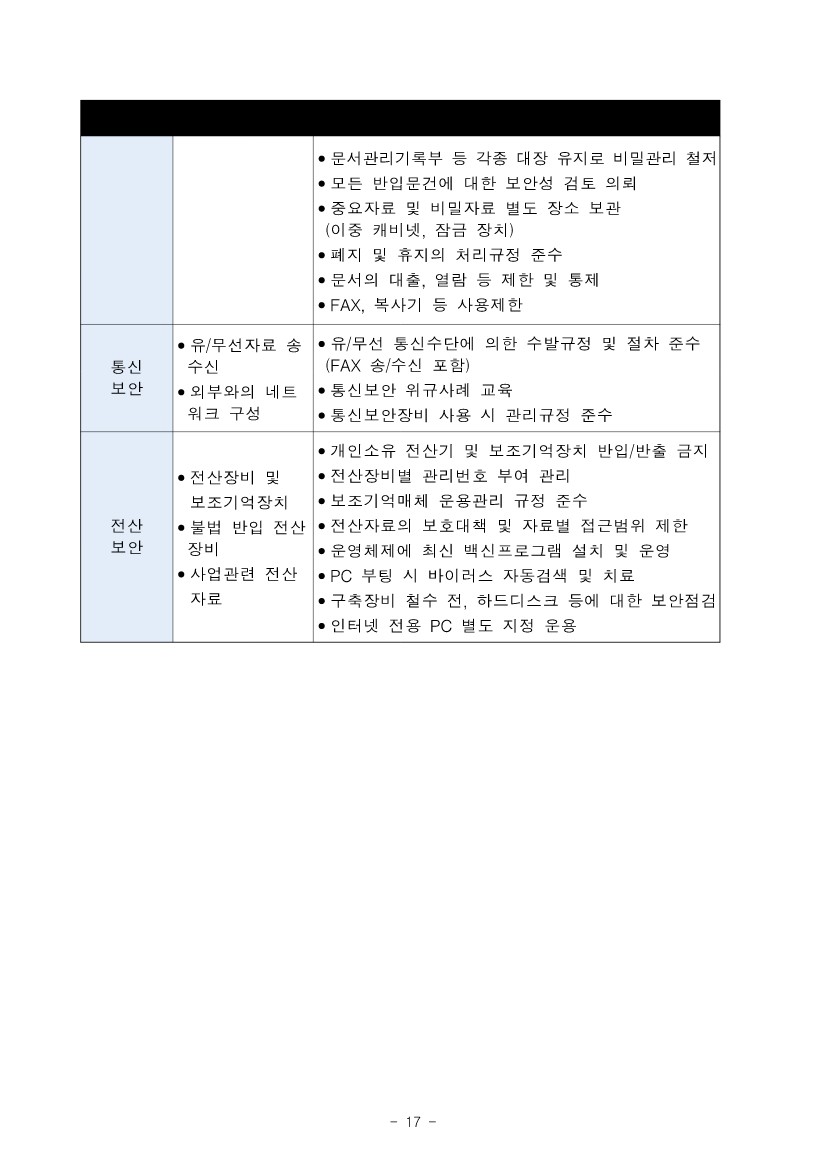 ● 문서관리기록부 등 각종 대장 유지로 비밀관리 철저
● 모든 반입문건에 대한 보안성 검토 의뢰
● 중요자료 및 비밀자료 별도 장소 보관
(이중 캐비넷, 잠금 장치)
● 폐지 및 휴지의 처리규정 준수
● 문서의 대출, 열람 등 제한 및 통제
● FAX, 복사기 등 사용제한
통신
보안
● 유/무선자료 송
수신
● 외부와의 네트
워크 구성
● 유/무선 통신수단에 의한 수발규정 및 절차 준수
(FAX 송/수신 포함)
● 통신보안 위규사례 교육
● 통신보안장비 사용 시 관리규정 준수
전산
보안
● 전산장비 및
보조기억장치
● 불법 반입 전산
장비
● 사업관련 전산
자료
● 개인소유 전산기 및 보조기억장치 반입/반출 금지
● 전산장비별 관리번호 부여 관리
● 보조기억매체 운용관리 규정 준수
● 전산자료의 보호대책 및 자료별 접근범위 제한
● 운영체제에 최신 백신프로그램 설치 및 운영
● PC 부팅 시 바이러스 자동검색 및 치료
● 구축장비 철수 전, 하드디스크 등에 대한 보안점검
● 인터넷 전용 PC 별도 지정 운용
- 17 -